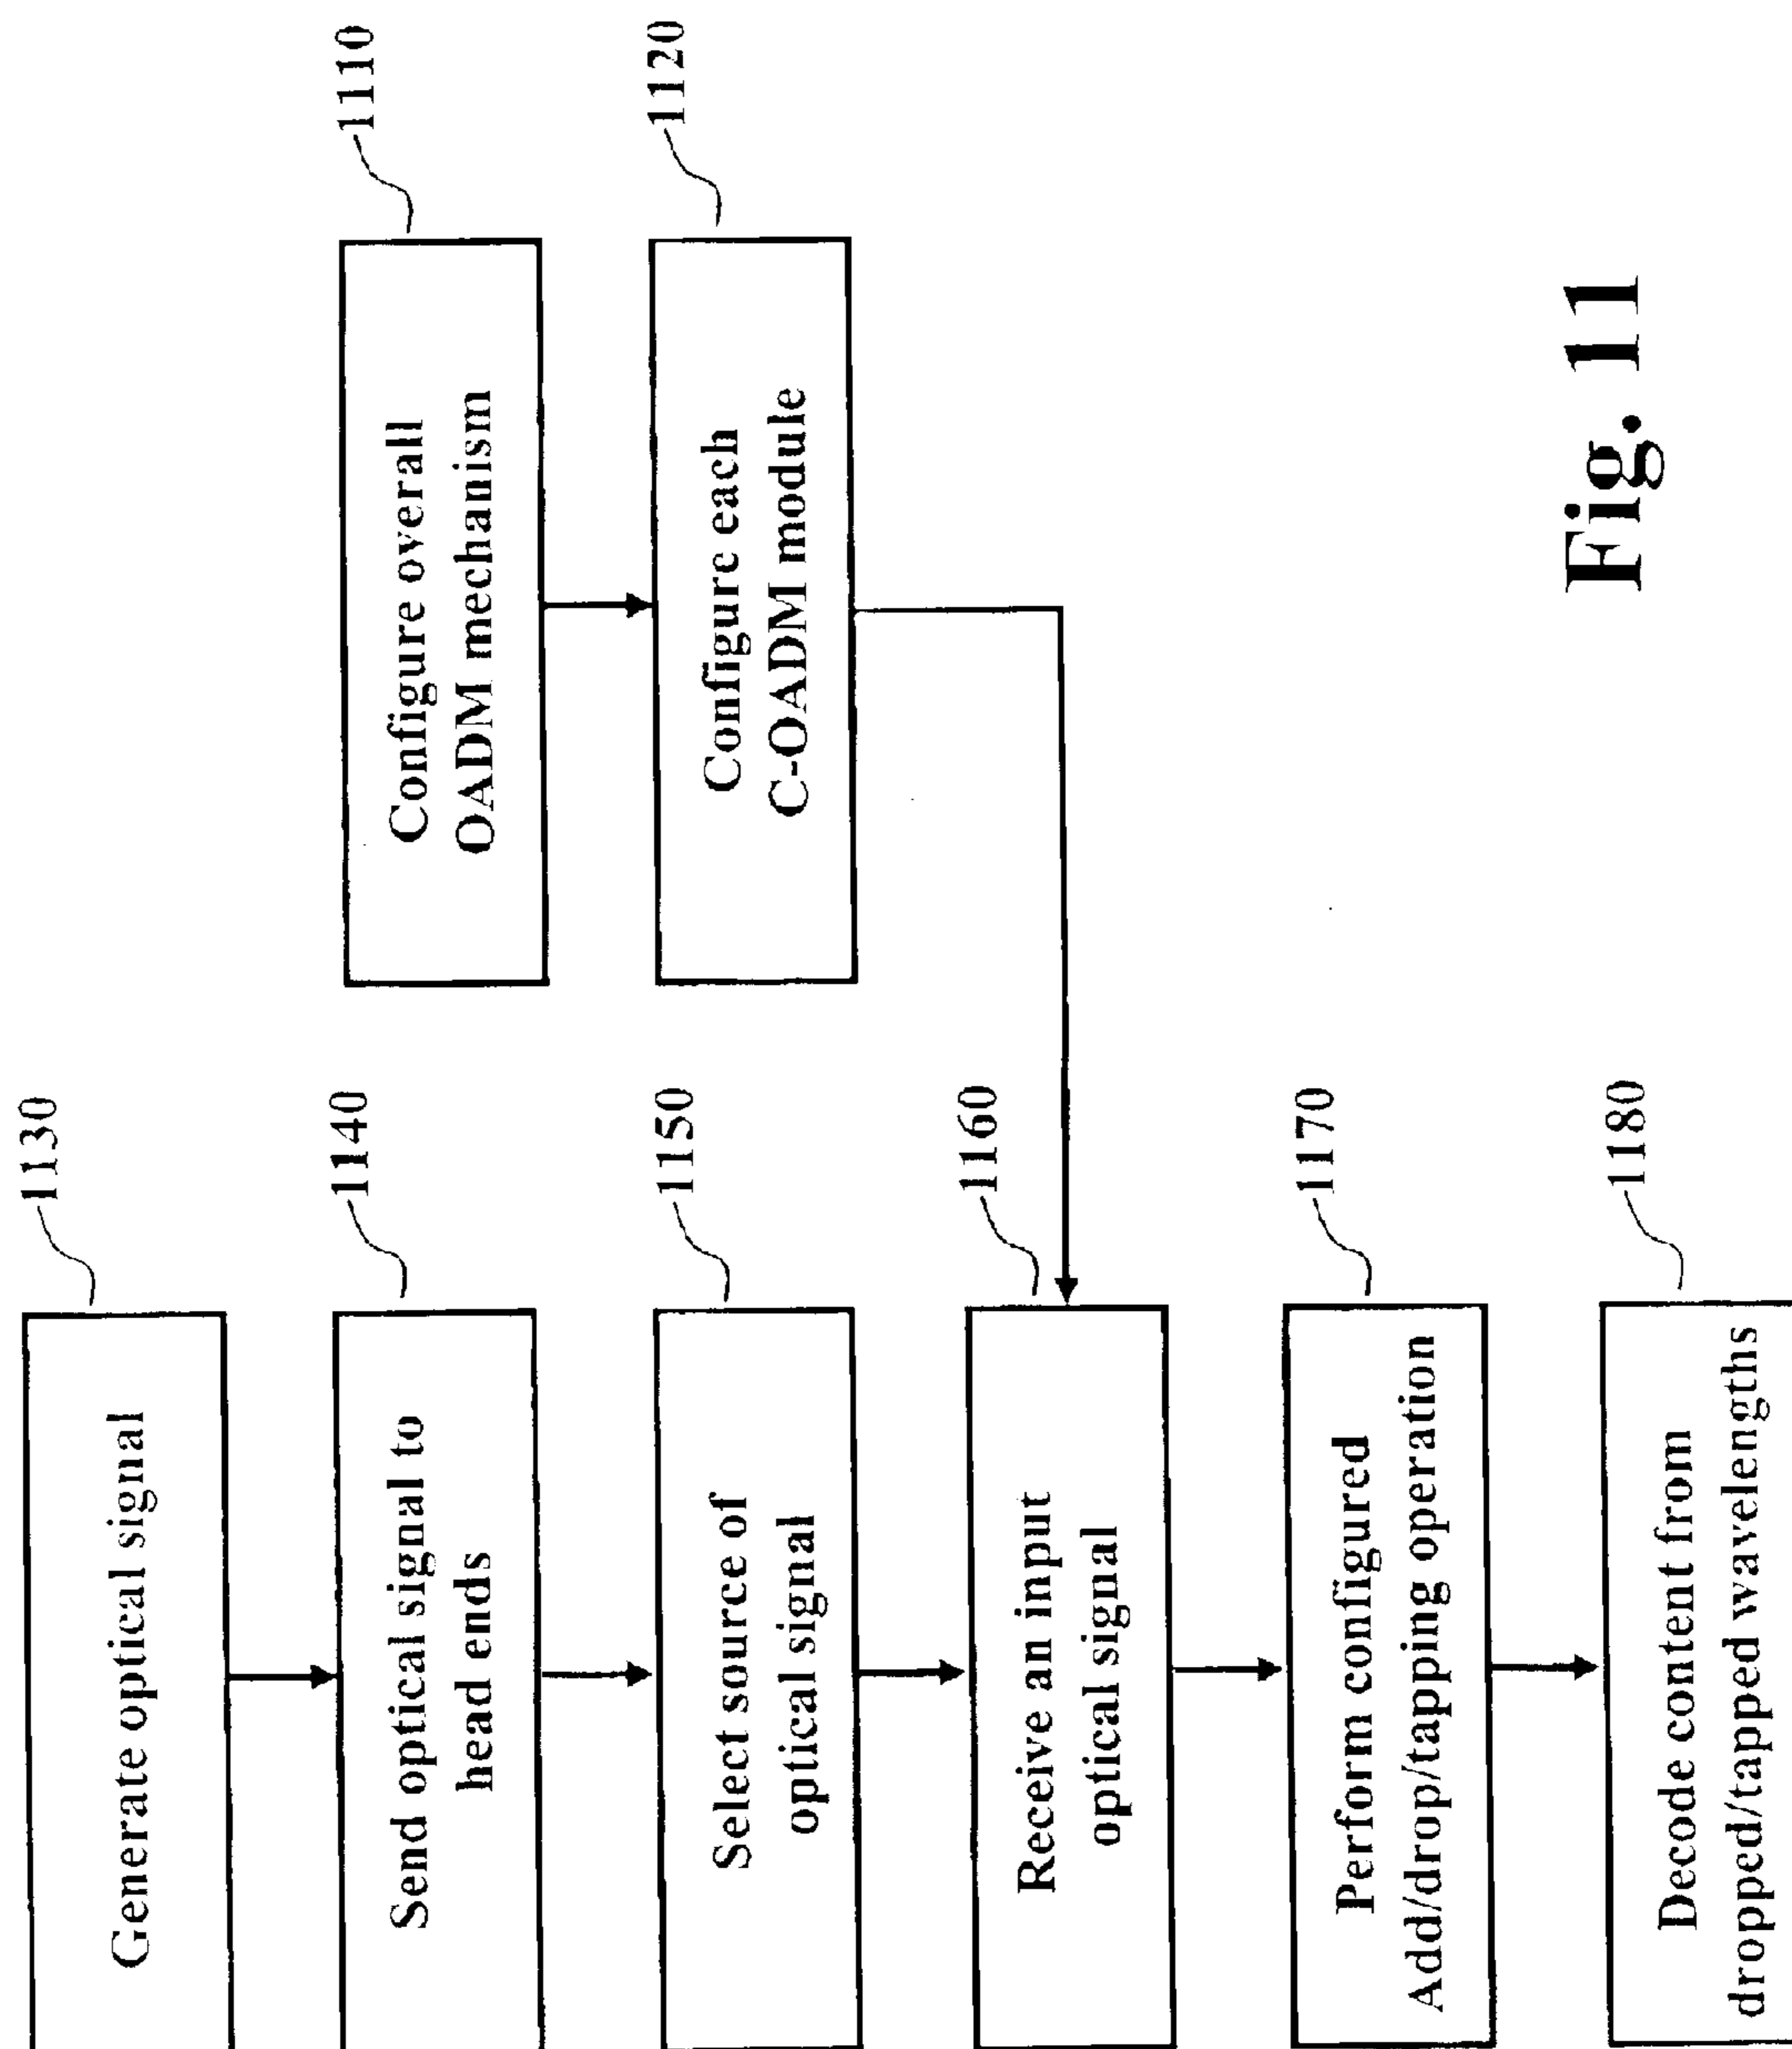 1130
Generate optical signal
1140
Send optical signal to
head ends
1150
Select source of
optical signal
1160
Receive an input
optical signal
1170
Perform configured
Add/drop/tapping operation
1180
Decode content from
dropped/tapped wavelengths
1110
Configure overall
OADM mechanism
1120
Configure each
C-OADM module
Fig. 11